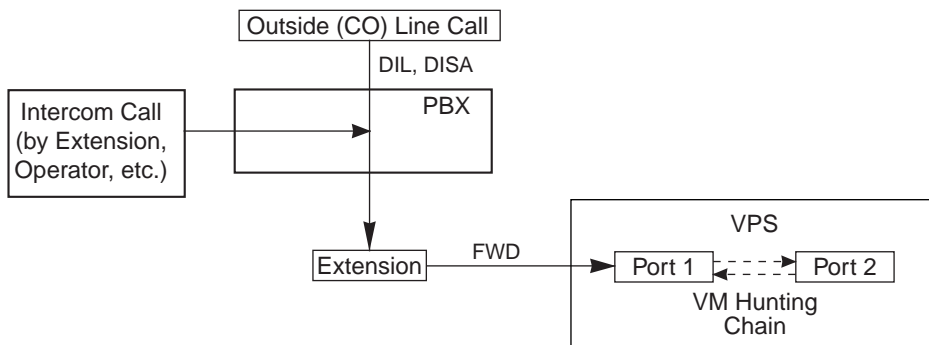 Outside (CO) Line Call
DIL, DISA
PBX
Intercom Call
(by Extension,
Operator, etc.)
Extension
FWD
VPS
Port 1
Port 2
VM Hunting
Chain